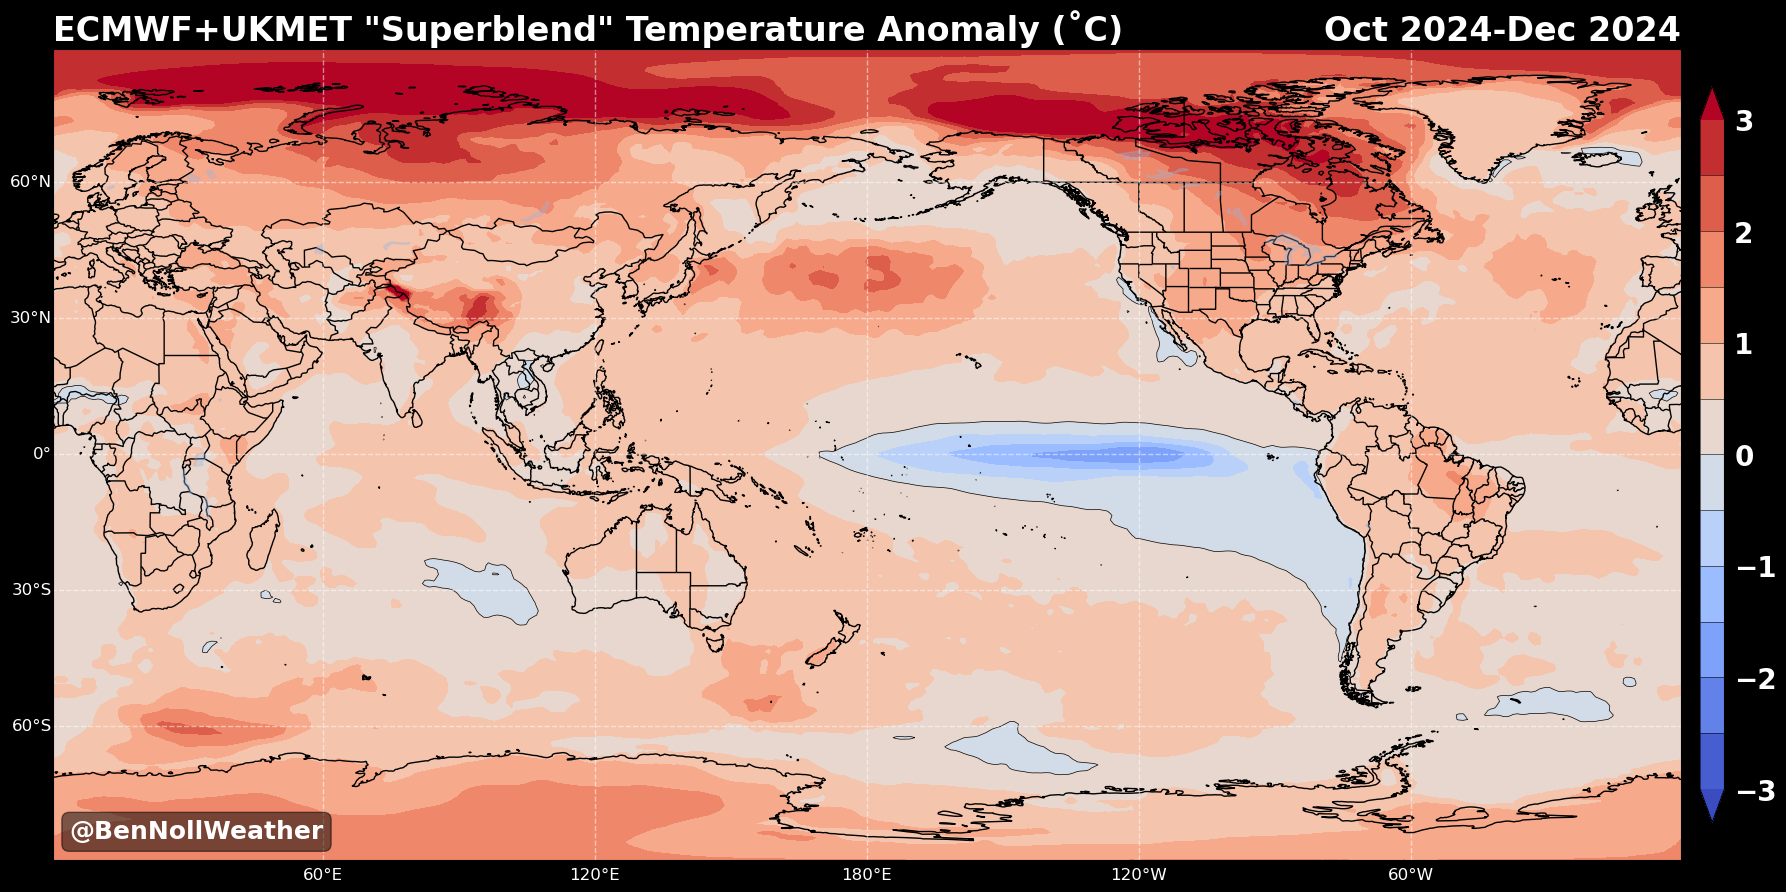 ECMWF+UKMET "Superblend" Temperature Anomaly (˚C)
Oct 2024-Dec 2024
60°N
30°N
0°
30°S
60°S
3
2
1
0
−1
−2
−3
@BenNollWeather
60°E
120°E
180°E
120°W
60°W